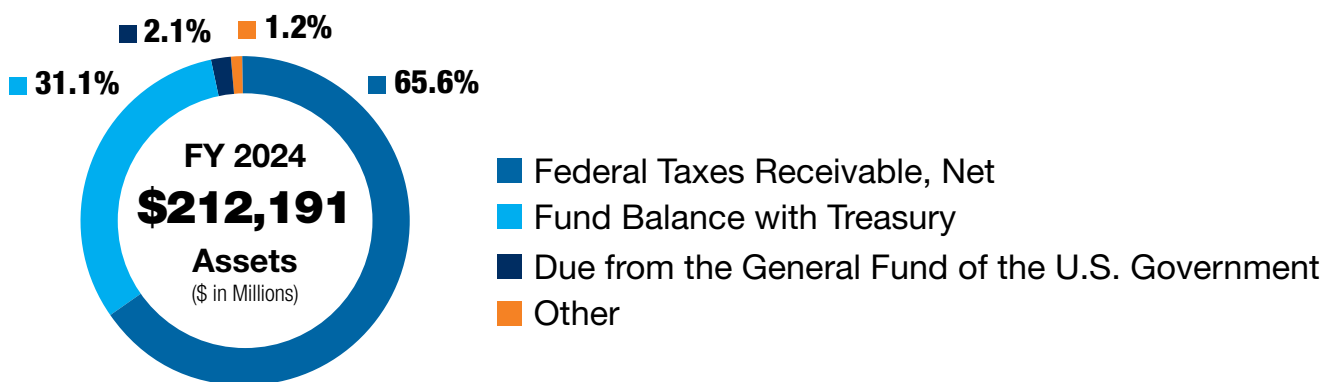 2.1%
1.2%
31.1%
65.6%
FY 2024
$212,191
Assets
($ in Millions)
Federal Taxes Receivable, Net
Fund Balance with Treasury
Due from the General Fund of the U.S. Government
Other